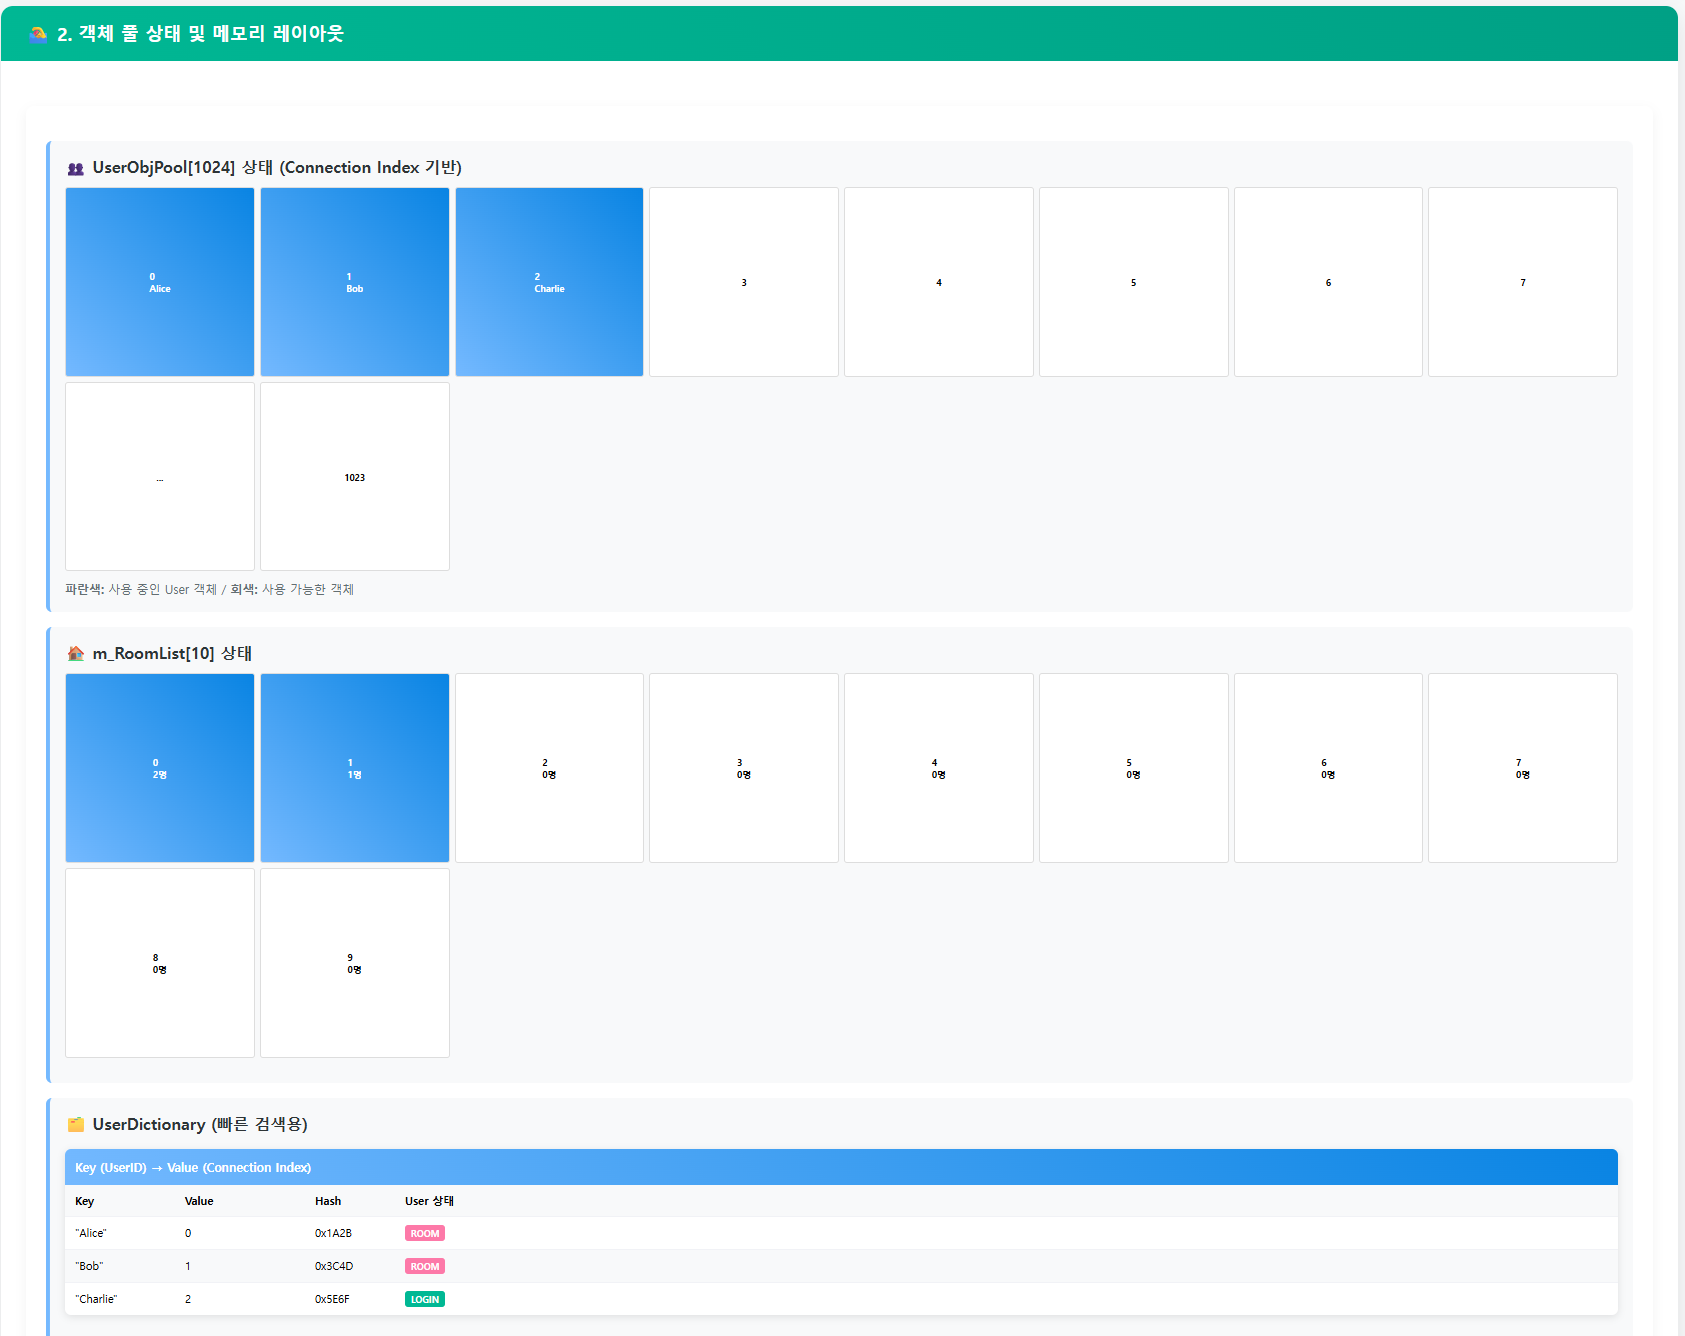 2. 객체 풀 상태 및 메모리 레이아웃
UserObjPool[1024] 상태 (Connection Index 기반)
0
Alice
1
Bob
2
Charlie
3
4
5
6
7
...
1023
파란색: 사용 중인 User 객체 / 회색: 사용 가능한 객체
m_RoomList[10] 상태
0
2명
1
1명
2
0명
3
0명
4
0명
5
0명
6
0명
7
0명
8
0명
9
0명
UserDictionary (빠른 검색용)
Key (UserID) → Value (Connection Index)
Key Value Hash User 상태
"Alice" 0 0x1A2B ROOM
"Bob" 1 0x3C4D ROOM
"Charlie" 2 0x5E6F LOGIN